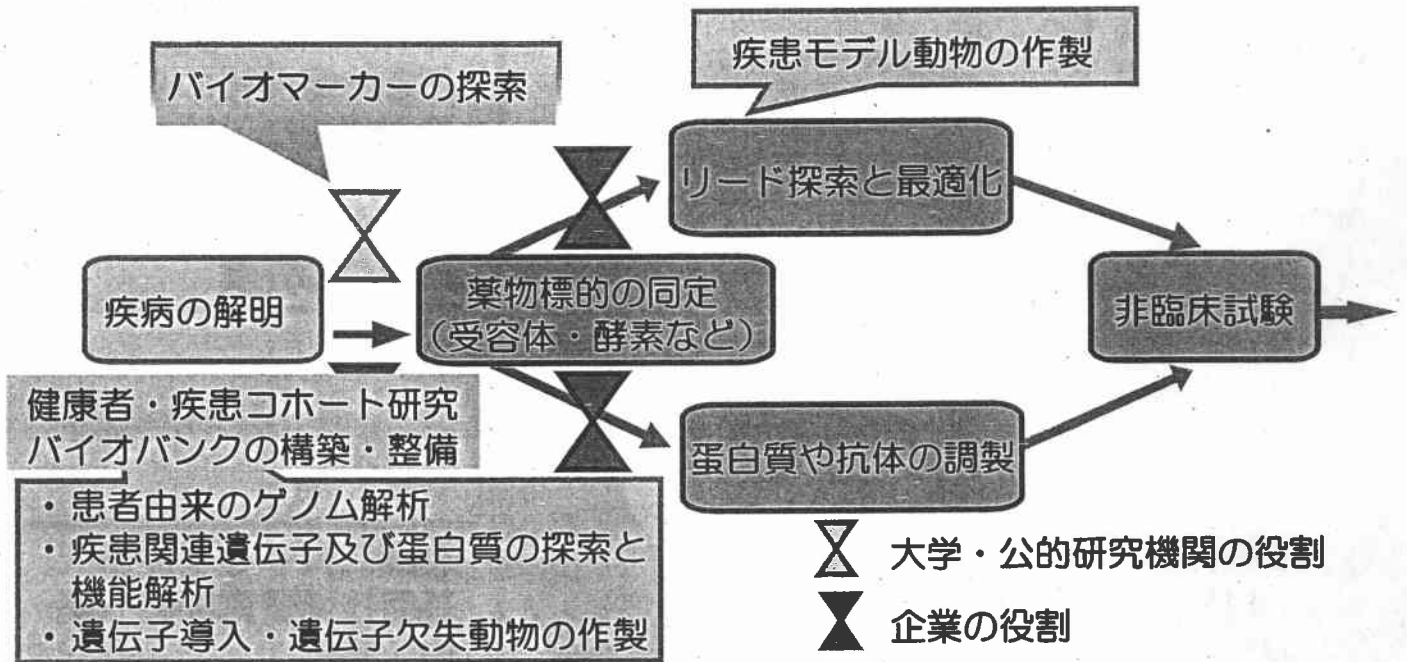 バイオマーカーの探索
疾患モデル動物の作製
リード探索と最適化
疾病の解明
薬物標的の同定
(受容体・酵素など)
非臨床試験
健康者・疾患コホート研究
バイオバンクの構築・整備
蛋白質や抗体の調製
・患者由来のゲノム解析
・疾患関連遺伝子及び蛋白質の探索と
機能解析
・遺伝子導入・遺伝子欠失動物の作製
大学・公的研究機関の役割
企業の役割